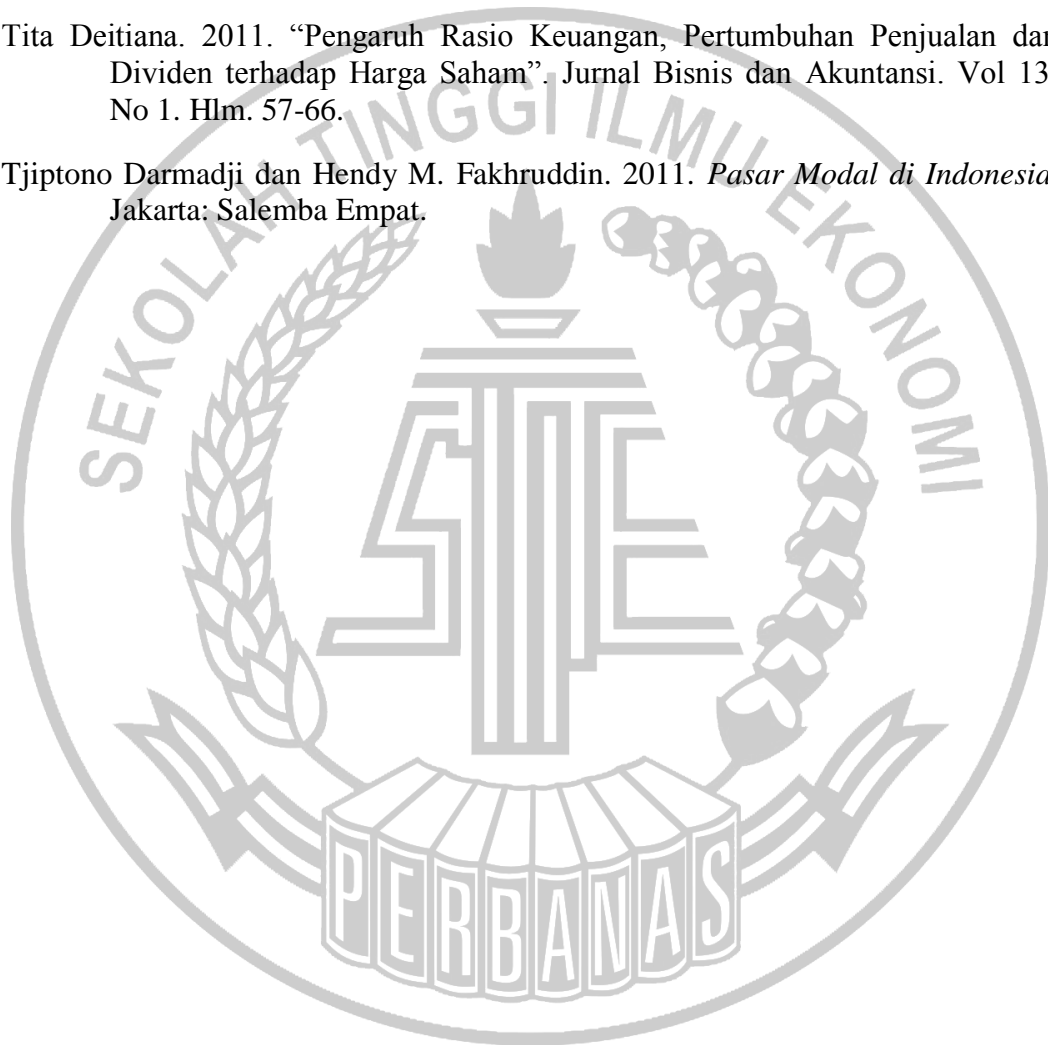 Tita Deitiana. 2011. “Pengaruh Rasio Keuangan, Pertumbuhan Penjualan dan
Dividen terhadap Harga Saham”. Jurnal Bisnis dan Akuntansi. Vol 13
No 1. Hlm. 57-66.
Tjiptono Darmadji dan Hendy M. Fakhruddin. 2011. Pasar Modal di Indonesia
Jakarta: Salemba Empat.
SEKOLAH TINGGI ILMU EKONOMI
STIE
PERBANAS